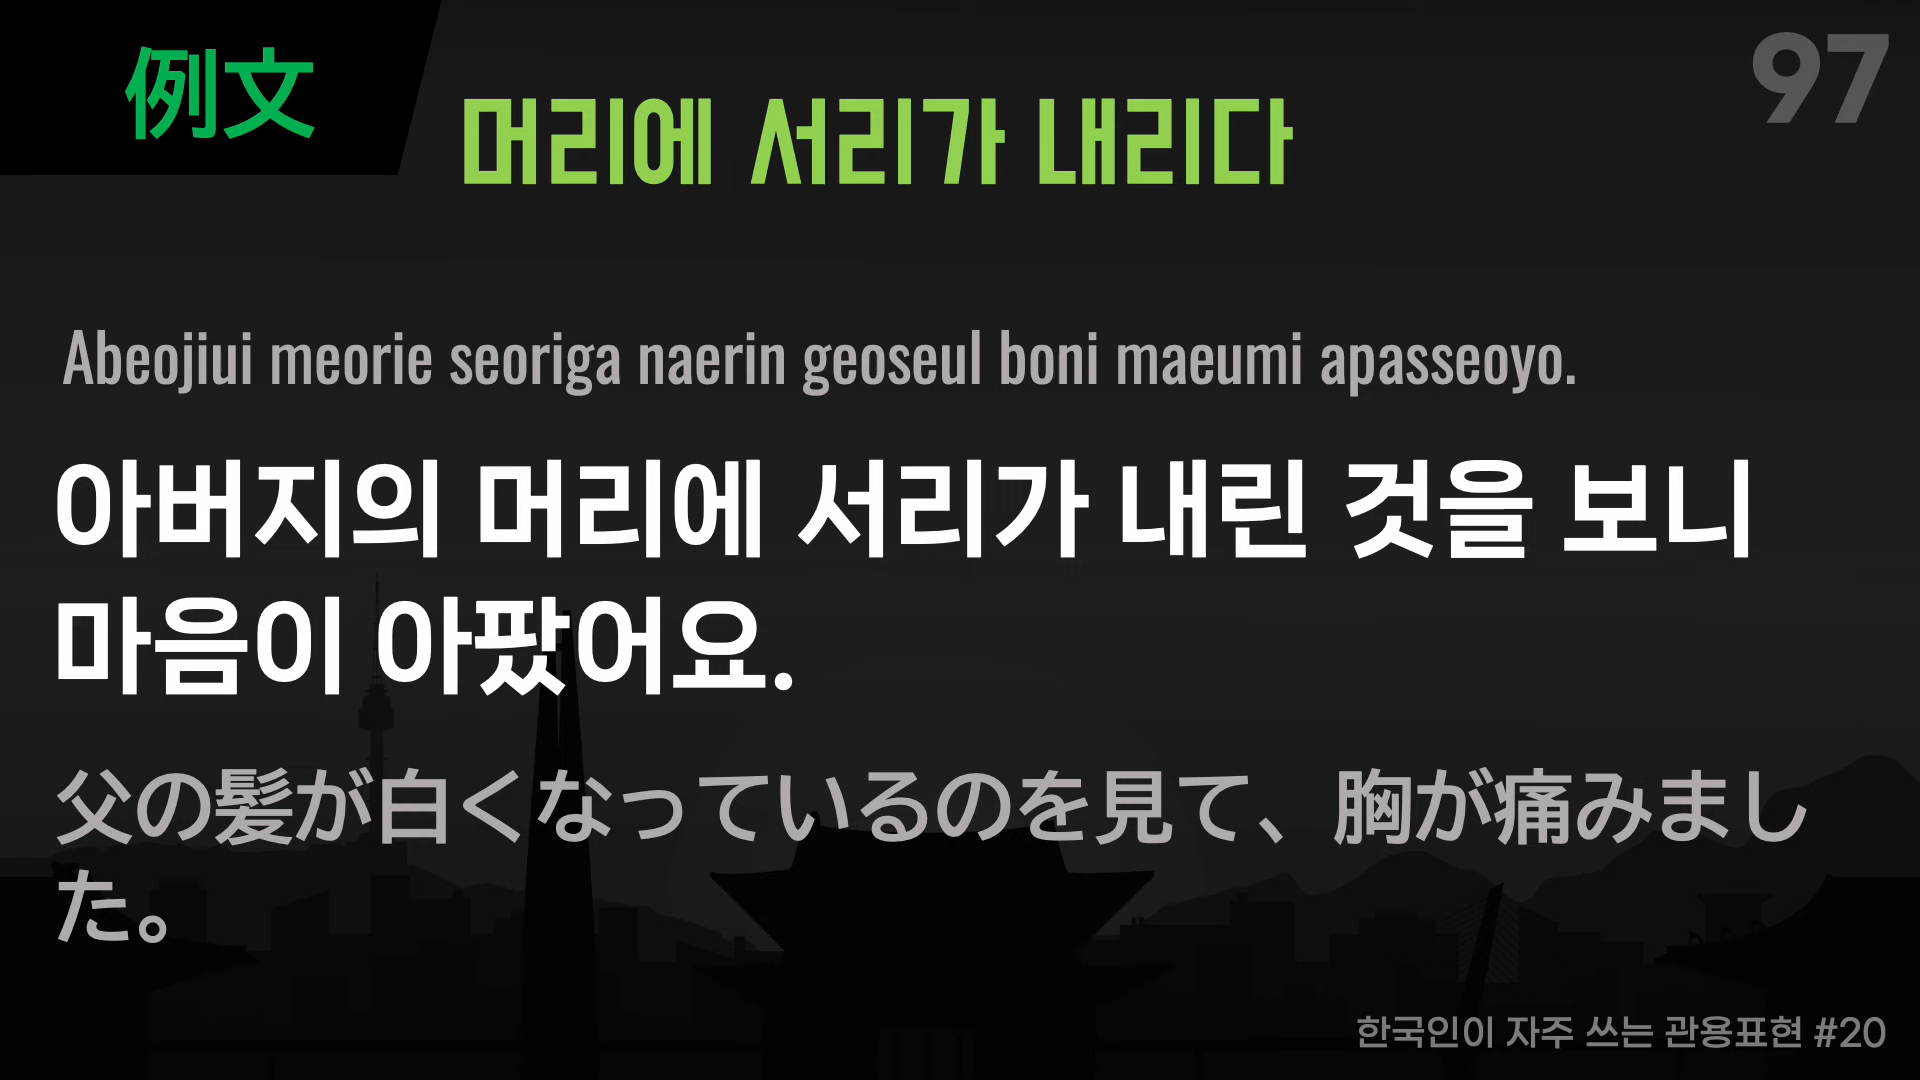 例文
머리에 서리가 내리다
97
Abeojiui meorie seoriga naerin geoseul boni maeumi apasseoyo.
아버지의 머리에 서리가 내린 것을 보니
마음이 아팠어요.
父の髪が白くなっているのを見て、胸が痛みまし
た。
한국인이 자주 쓰는 관용표현 #20